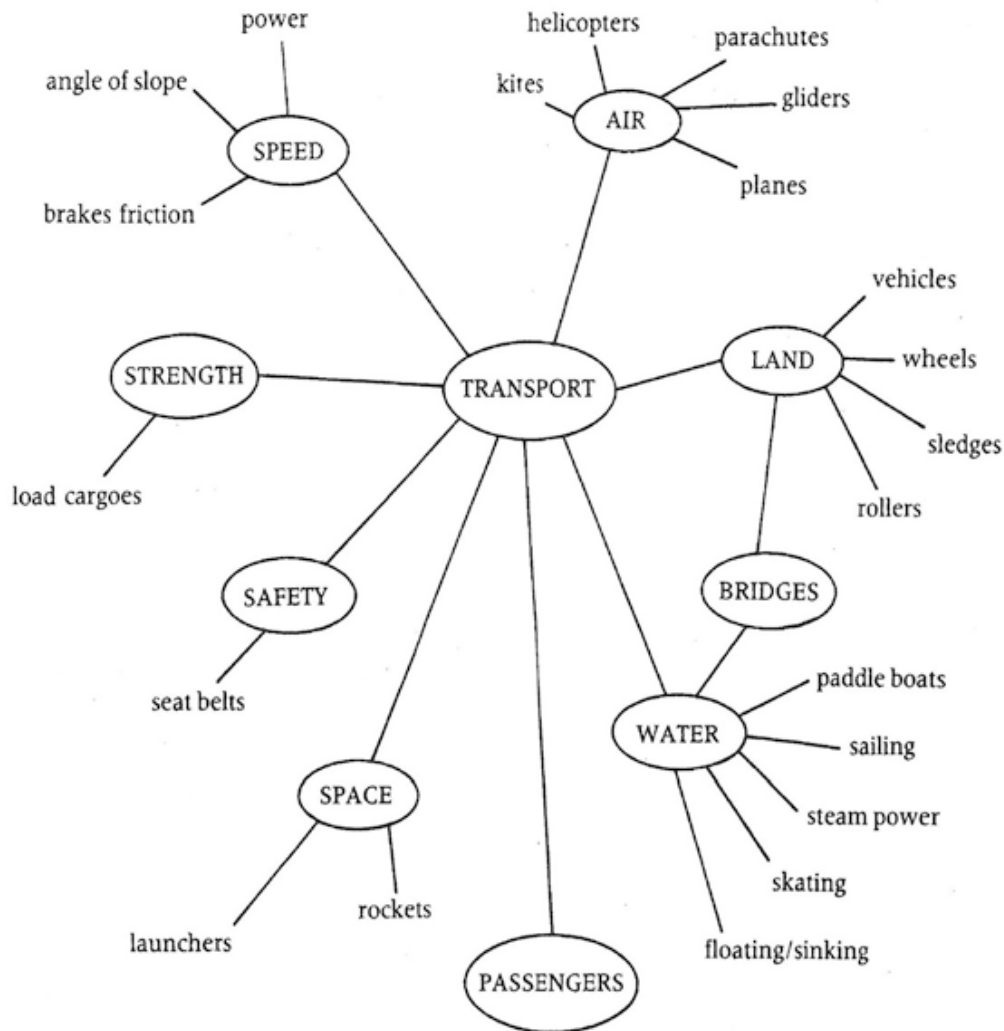 power
helicopters
parachutes
angle of slope
kites
gliders
AIR
SPEED
planes
brakes friction
vehicles
STRENGTH
TRANSPORT
LAND
wheels
sledges
load cargoes
rollers
SAFETY
BRIDGES
seat belts
paddle boats
WATER
sailing
SPACE
steam power
skating
rockets
launchers
floating/sinking
PASSENGERS